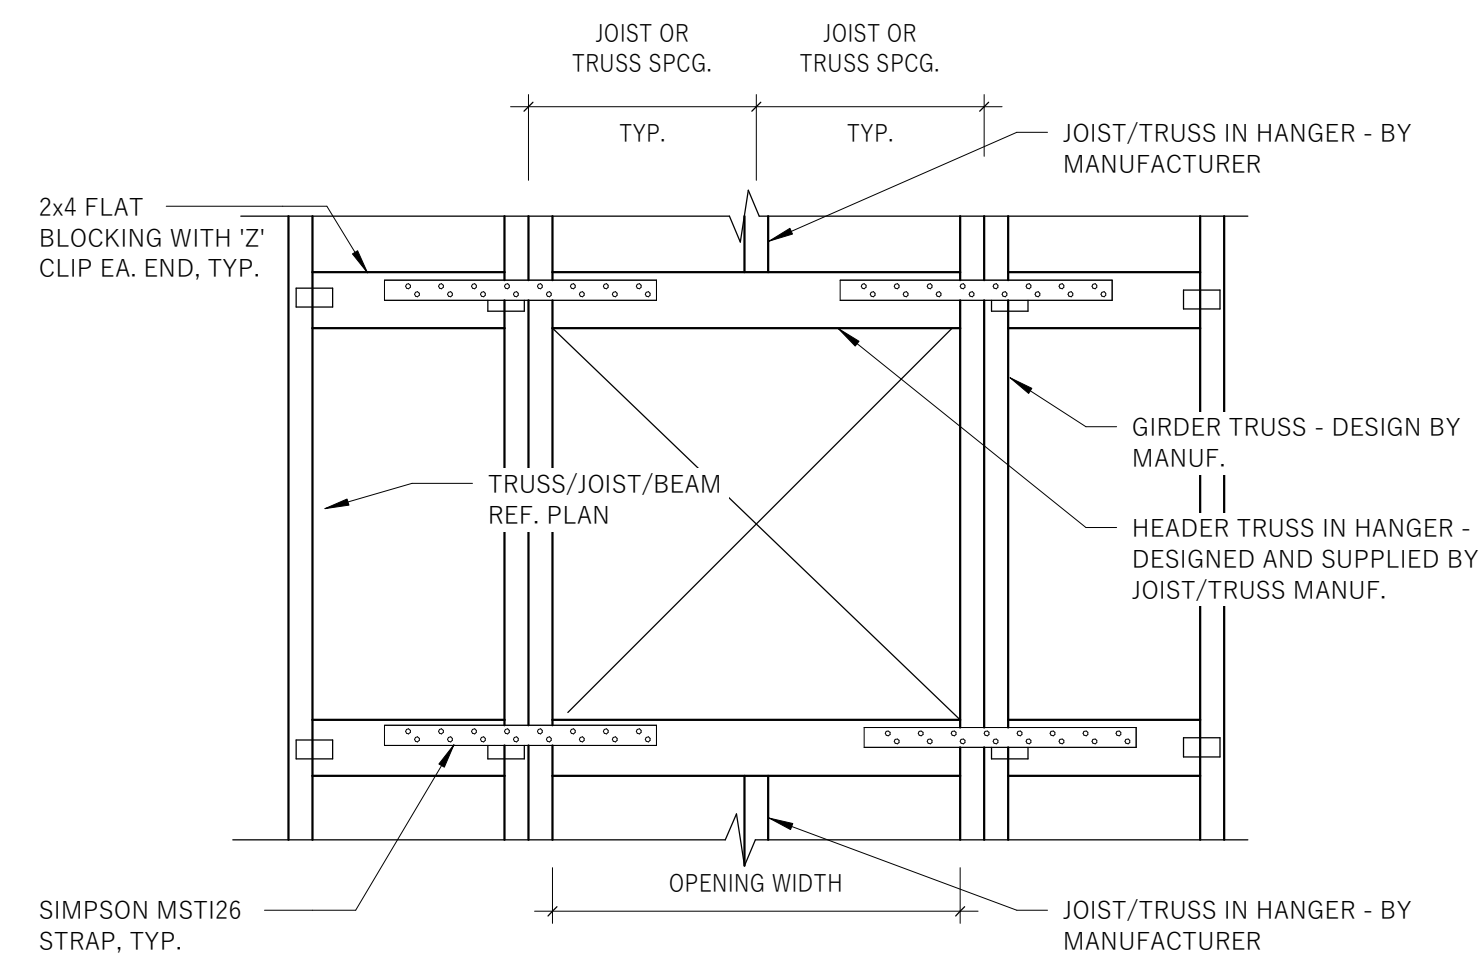 JOIST OR
TRUSS SPCG.
JOIST OR
TRUSS SPCG.
TYP.
TYP.
JOIST/TRUSS IN HANGER - BY
MANUFACTURER
2x4 FLAT
BLOCKING WITH 'Z'
CLIP EA. END, TYP.
GIRDER TRUSS - DESIGN BY
MANUF.
TRUSS/JOIST/BEAM
REF. PLAN
HEADER TRUSS IN HANGER -
DESIGNED AND SUPPLIED BY
JOIST/TRUSS MANUF.
OPENING WIDTH
SIMPSON MSTI26
STRAP, TYP.
JOIST/TRUSS IN HANGER - BY
MANUFACTURER